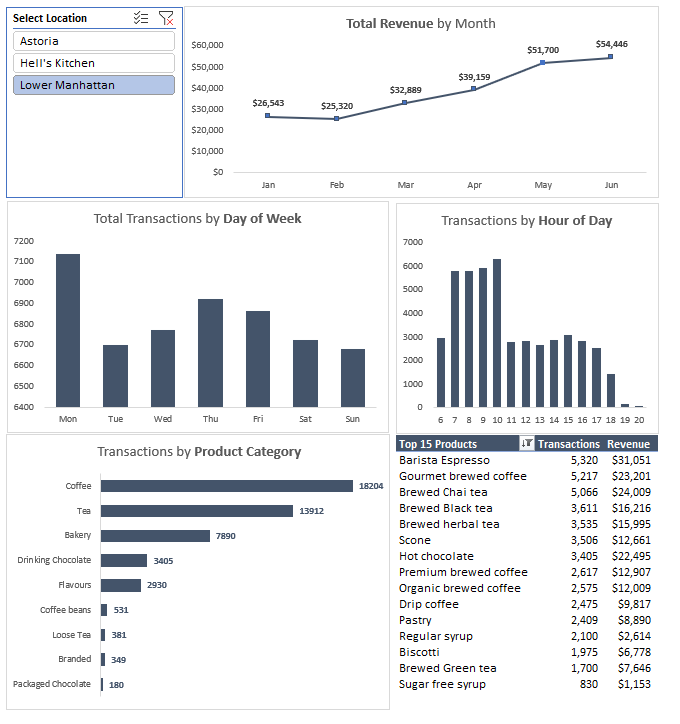 Select Location
Astoria
Hell's Kitchen
Lower Manhattan
Total Revenue by Month
$60,000
$50,000
$40,000
$30,000
$20,000
$10,000
$0
$26,543
$25,320
$32,889
$39,159
$51,700
$54,446
Jan Feb Mar Apr May Jun
Total Transactions by Day of Week
7200
7100
7000
6900
6800
6700
6600
6500
6400
Mon Tue Wed Thu Fri Sat Sun
Transactions by Hour of Day
7000
6000
5000
4000
3000
2000
1000
0
6 7 8 9 10 11 12 13 14 15 16 17 18 19 20
Transactions by Product Category
Coffee 18204
Tea 13912
Bakery 7890
Drinking Chocolate 3405
Flavours 2930
Coffee beans 531
Loose Tea 381
Branded 349
Packaged Chocolate 180
Top 15 Products Transactions Revenue
Barista Espresso 5,320 $31,051
Gourmet brewed coffee 5,217 $23,201
Brewed Chai tea 5,066 $24,009
Brewed Black tea 3,611 $16,216
Brewed herbal tea 3,535 $15,995
Scone 3,506 $12,661
Hot chocolate 3,405 $22,495
Premium brewed coffee 2,617 $12,907
Organic brewed coffee 2,575 $12,009
Drip coffee 2,475 $9,817
Pastry 2,409 $8,890
Regular syrup 2,100 $2,614
Biscotti 1,975 $6,778
Brewed Green tea 1,700 $7,646
Sugar free syrup 830 $1,153